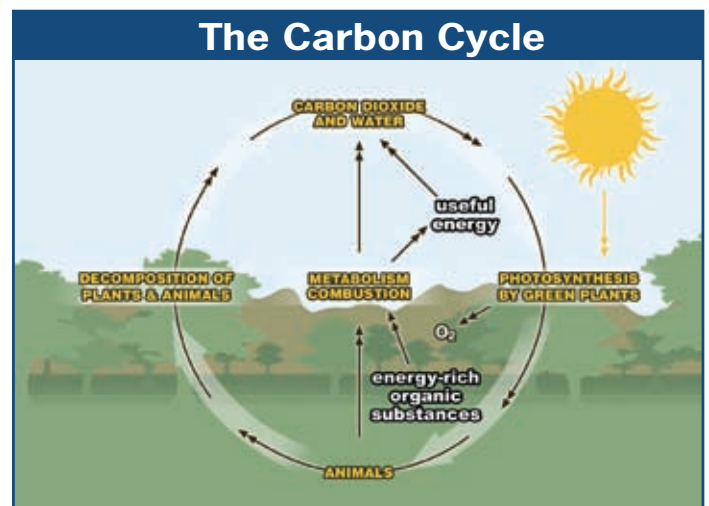 The Carbon Cycle
CARBON DIOXIDE
AND WATER
useful
energy
DECOMPOSITION OF
PLANTS & ANIMALS
METABOLISM
COMBUSTION
PHOTOSYNTHESIS
BY GREEN PLANTS
O₂
energy-rich
organic
substances
ANIMALS